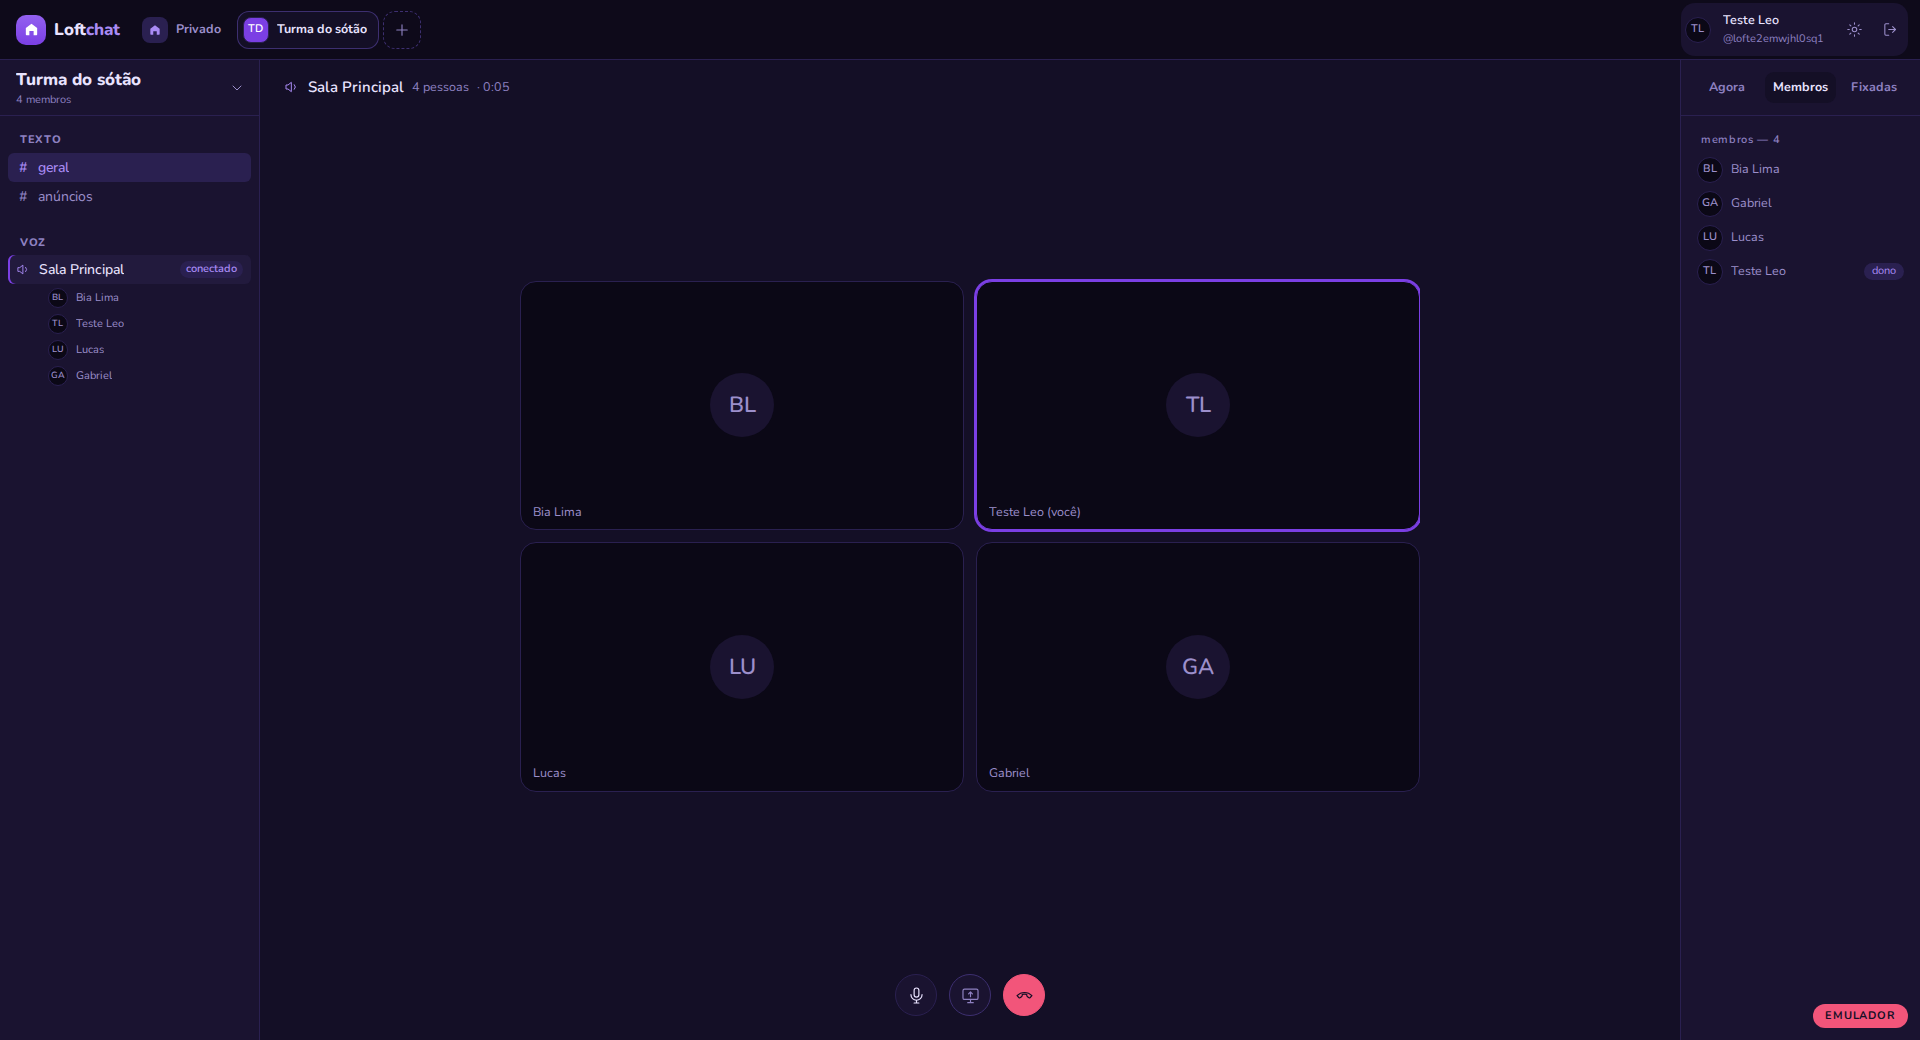 Loftchat
Privado
TD Turma do sótão
TL
Teste Leo
@lofte2emwjhl0sq1
Turma do sótão
4 membros
TEXTO
# geral
# anúncios
VOZ
Sala Principal conectado
BL Bia Lima
TL Teste Leo
LU Lucas
GA Gabriel
Sala Principal 4 pessoas · 0:05
BL
Bia Lima
TL
Teste Leo (você)
LU
Lucas
GA
Gabriel
Agora Membros Fixadas
membros — 4
BL Bia Lima
GA Gabriel
LU Lucas
TL Teste Leo dono
EMULADOR